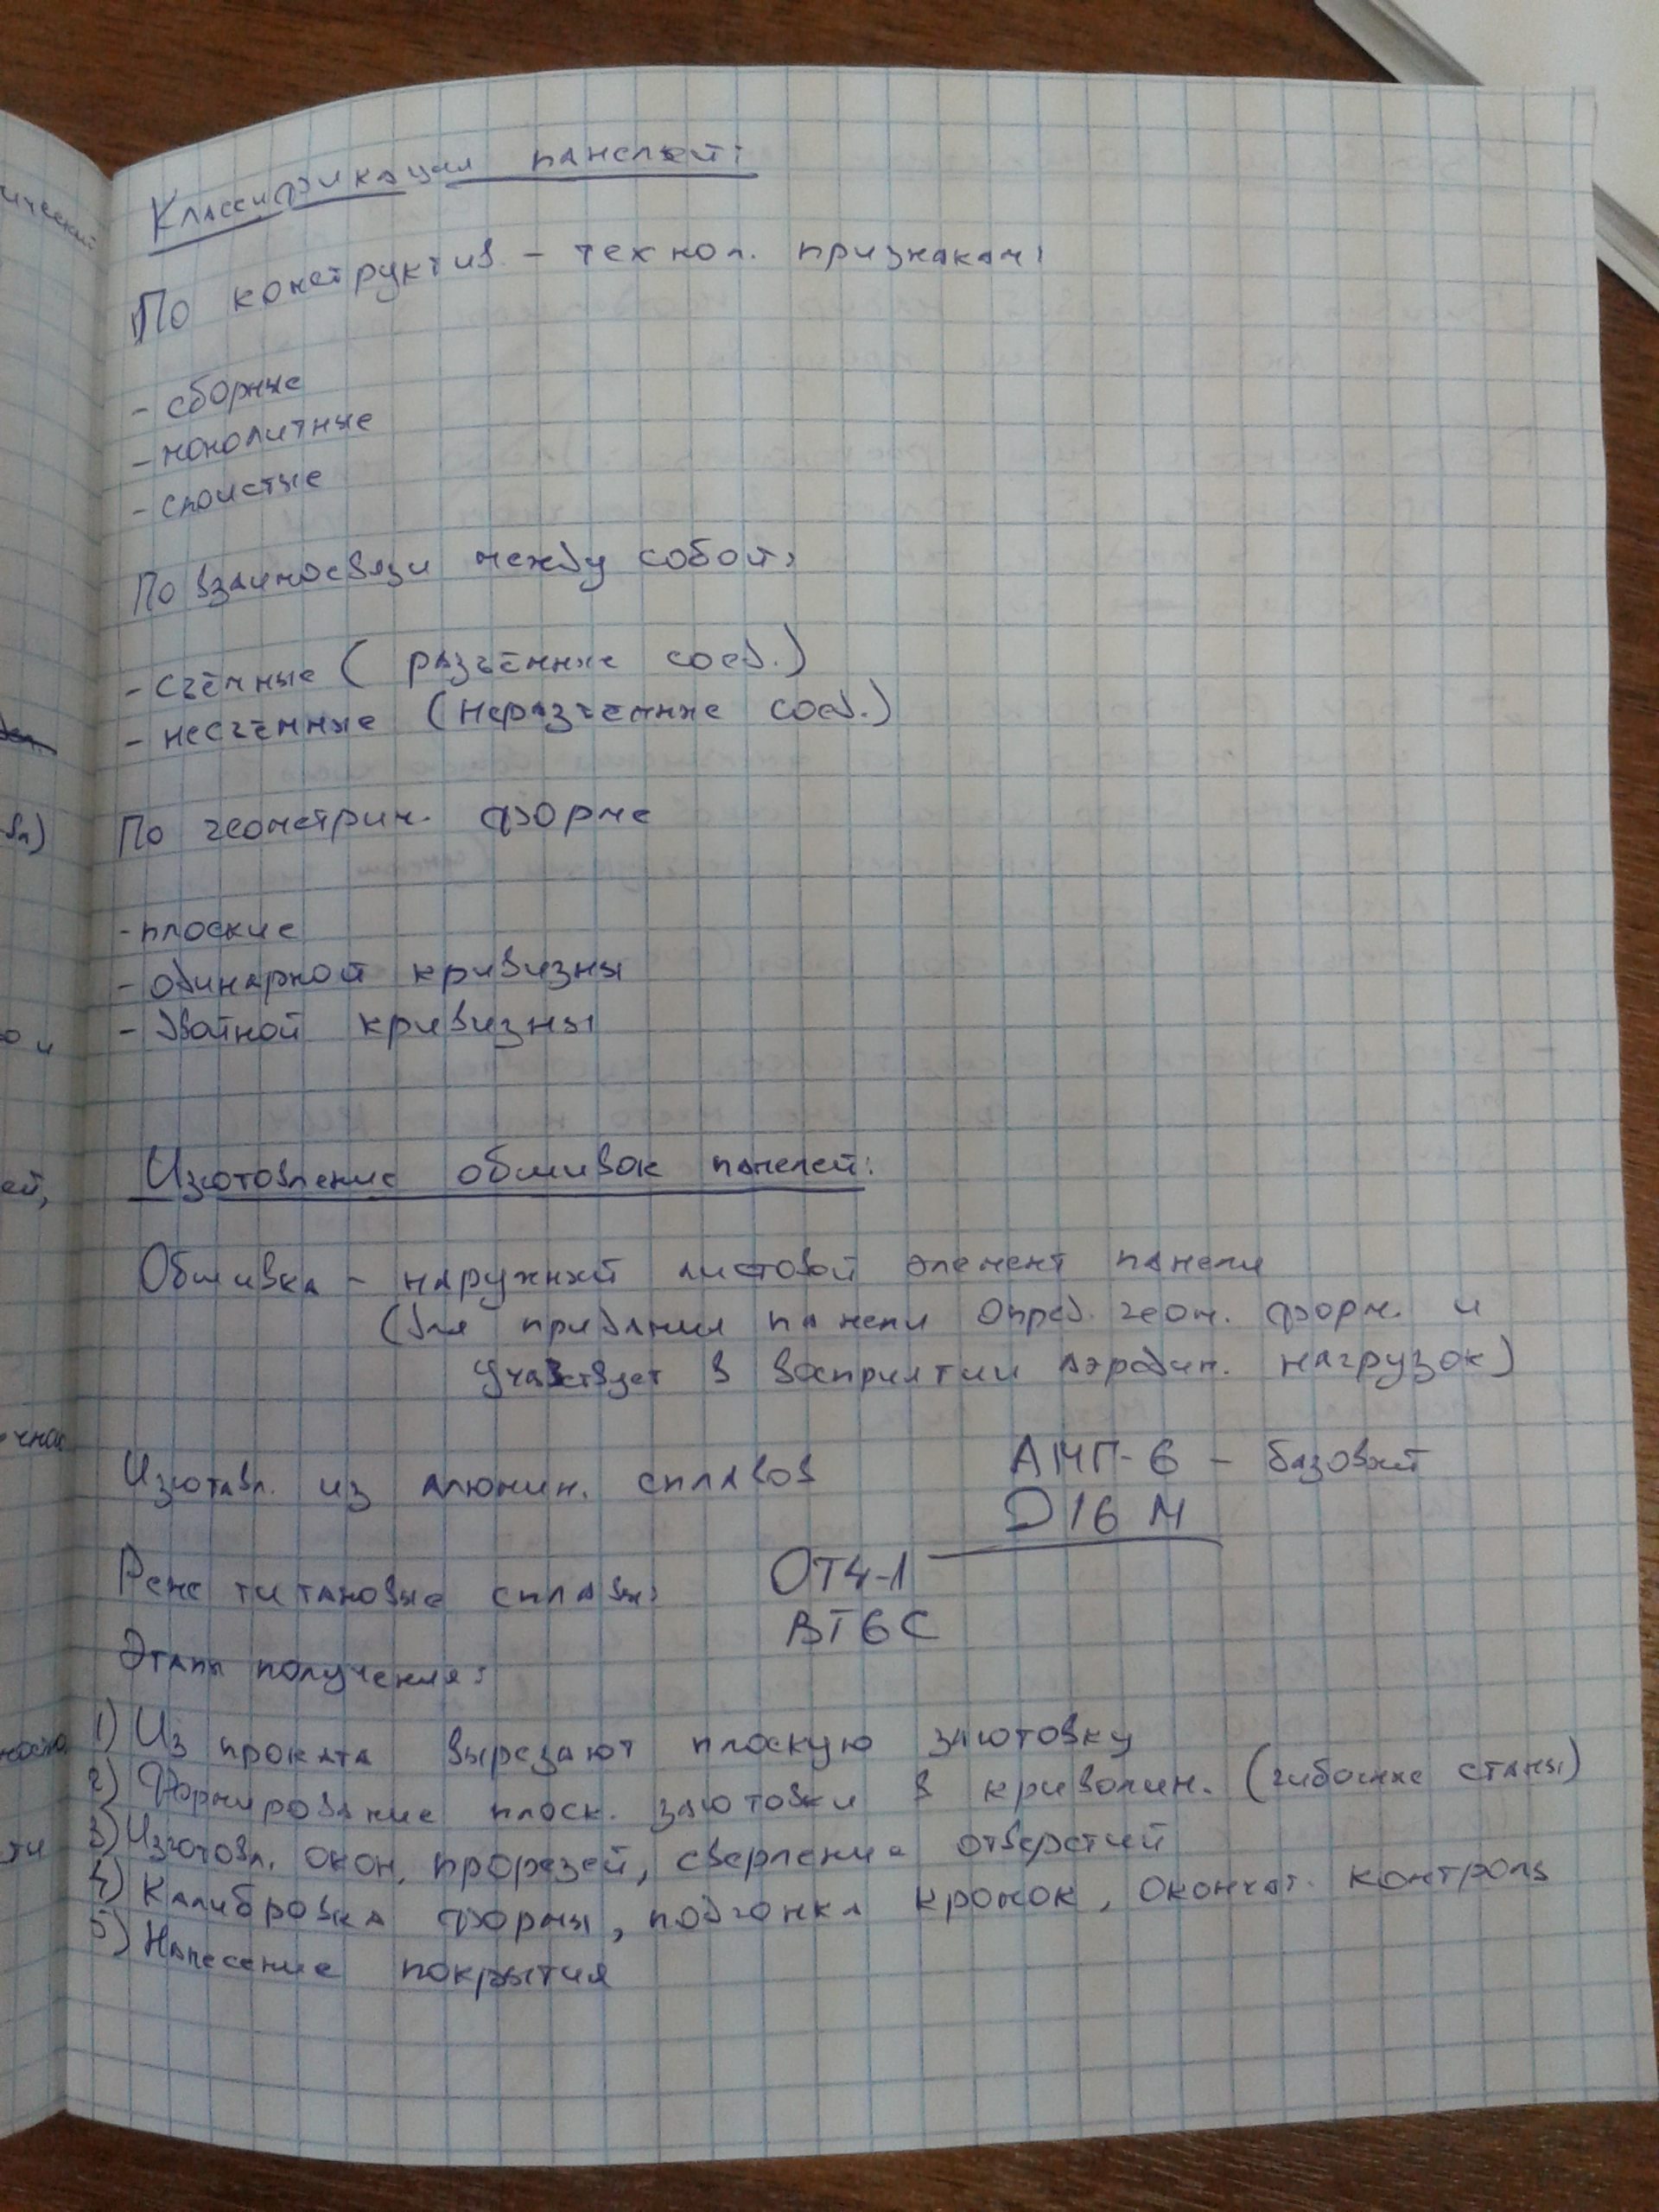 Классификация панелей:
По конструктив. - технол. признакам:
- сборные
- монолитные
- слоистые
По взаимосвязи между собой:
- съёмные (разъёмные соед.)
- несъёмные (неразъемные соед.)
По геометрич. форме
- плоские
- одинарной кривизны
- двойной кривизны
Изготовление обшивок панелей:
Обшивка - наружный листовой элемент панели
(для придания панели опред. геом. форм. и
участвует в восприятии аэродин. нагрузок)
Изготавл. из алюмин. сплавов АМГ-6 - базовый
Д16 М
Реже титановые сплавы: ОТ4-1
ВТ6С
Этапы получения:
1) Из проката вырезают плоскую заготовку
2) Формирование плоск. заготовки в криволин. (гибочные станы)
3) Изготовл. окон, прорезей, сверление отверстий
4) Калибровка формы, подгонка кромок, окончат. контроль
5) Нанесение покрытия